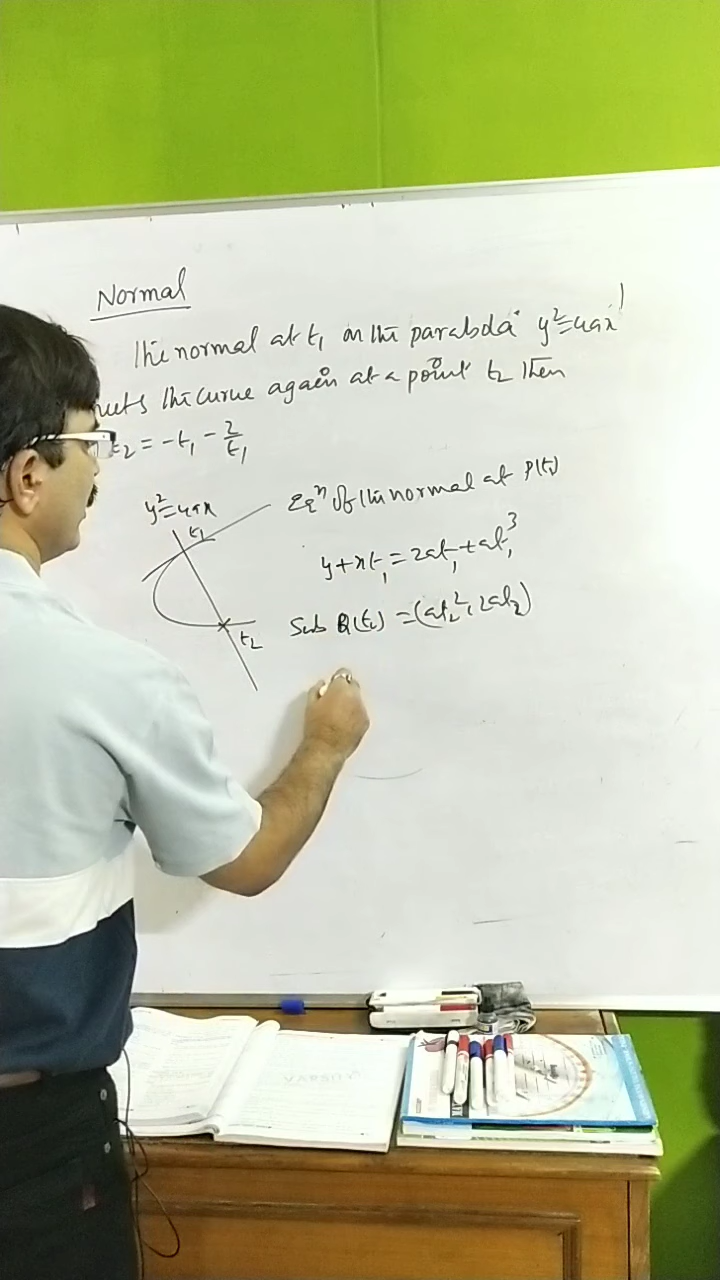 Normal
The normal at t₁ on the parabola y²=4ax
meets the curve again at a point t₂ then
t₂ = -t₁ - 2/t₁
y²=4ax
t₁
t₂
Eqⁿ of the normal at P(t₁)
y+xt₁=2at₁+at₁³
Sub Q(t₂) =(at₂², 2at₂)